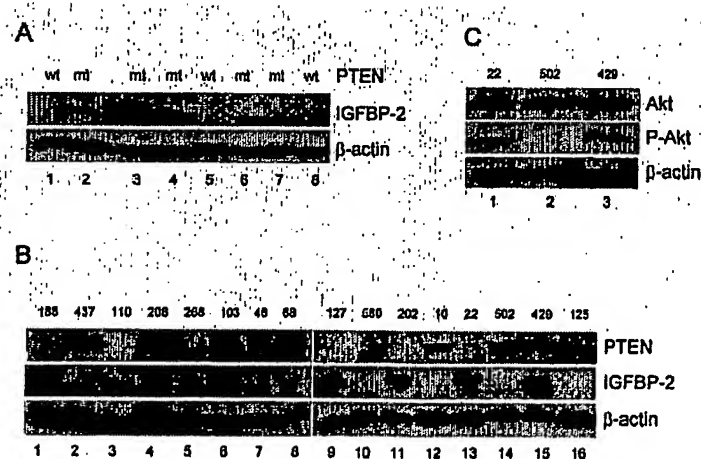 A
wt mt mt mt wt mt mt wt PTEN
IGFBP-2
β-actin
1 2 3 4 5 6 7 8
C
22 502 429
Akt
P-Akt
β-actin
1 2 3
B
188 437 110 208 268 103 46 68 127 580 202 10 22 502 429 125
PTEN
IGFBP-2
β-actin
1 2 3 4 5 6 7 8 9 10 11 12 13 14 15 16